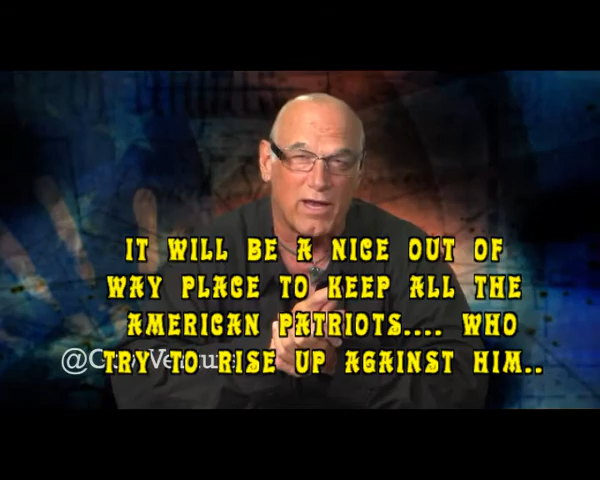 IT WILL BE A NICE OUT OF
WAY PLACE TO KEEP ALL THE
AMERICAN PATRIOTS.... WHO
TRY TO RISE UP AGAINST HIM..